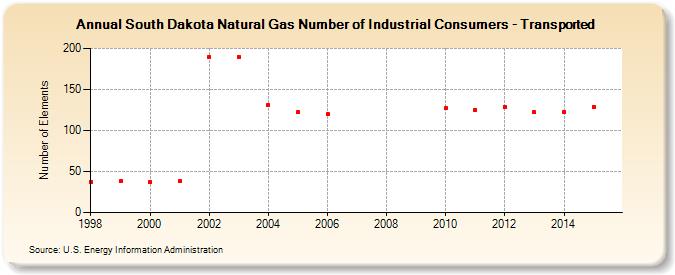 Annual South Dakota Natural Gas Number of Industrial Consumers - Transported
Number of Elements
200
150
100
50
0
1998 2000 2002 2004 2006 2008 2010 2012 2014
Source: U.S. Energy Information Administration